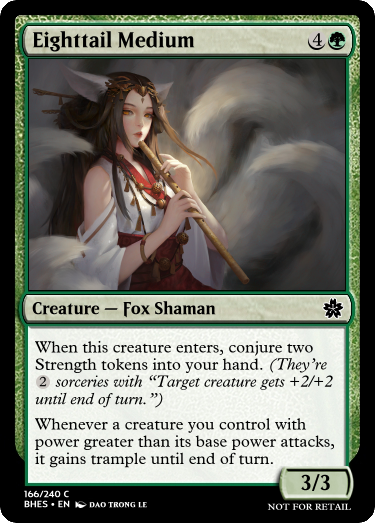 Eighttail Medium 4
Creature — Fox Shaman
When this creature enters, conjure two
Strength tokens into your hand. (They're
2 sorceries with “Target creature gets +2/+2
until end of turn.”)
Whenever a creature you control with
power greater than its base power attacks,
it gains trample until end of turn.
3/3
166/240 C
BHES • EN DAO TRONG LE
NOT FOR RETAIL